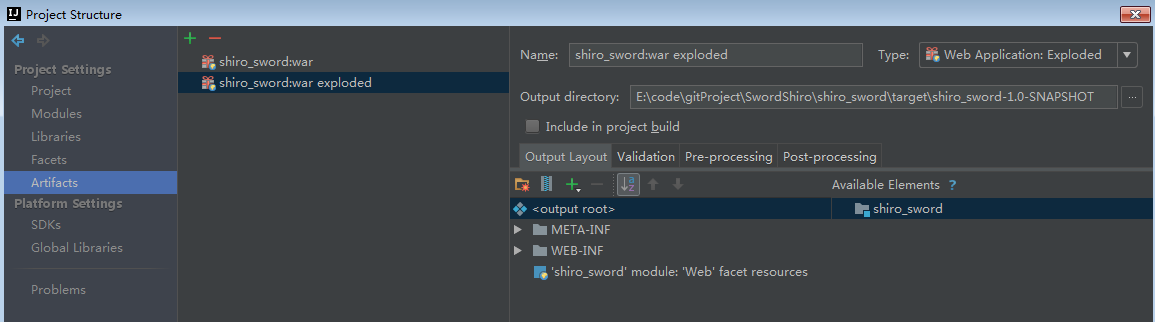 Project Structure
Project Settings
Project
Modules
Libraries
Facets
Artifacts
Platform Settings
SDKs
Global Libraries
Problems
shiro_sword:war
shiro_sword:war exploded
Name: shiro_sword:war exploded Type: Web Application: Exploded
Output directory: E:\code\gitProject\SwordShiro\shiro_sword\target\shiro_sword-1.0-SNAPSHOT ...
Include in project build
Output Layout Validation Pre-processing Post-processing
Available Elements ?
<output root> shiro_sword
META-INF
WEB-INF
'shiro_sword' module: 'Web' facet resources